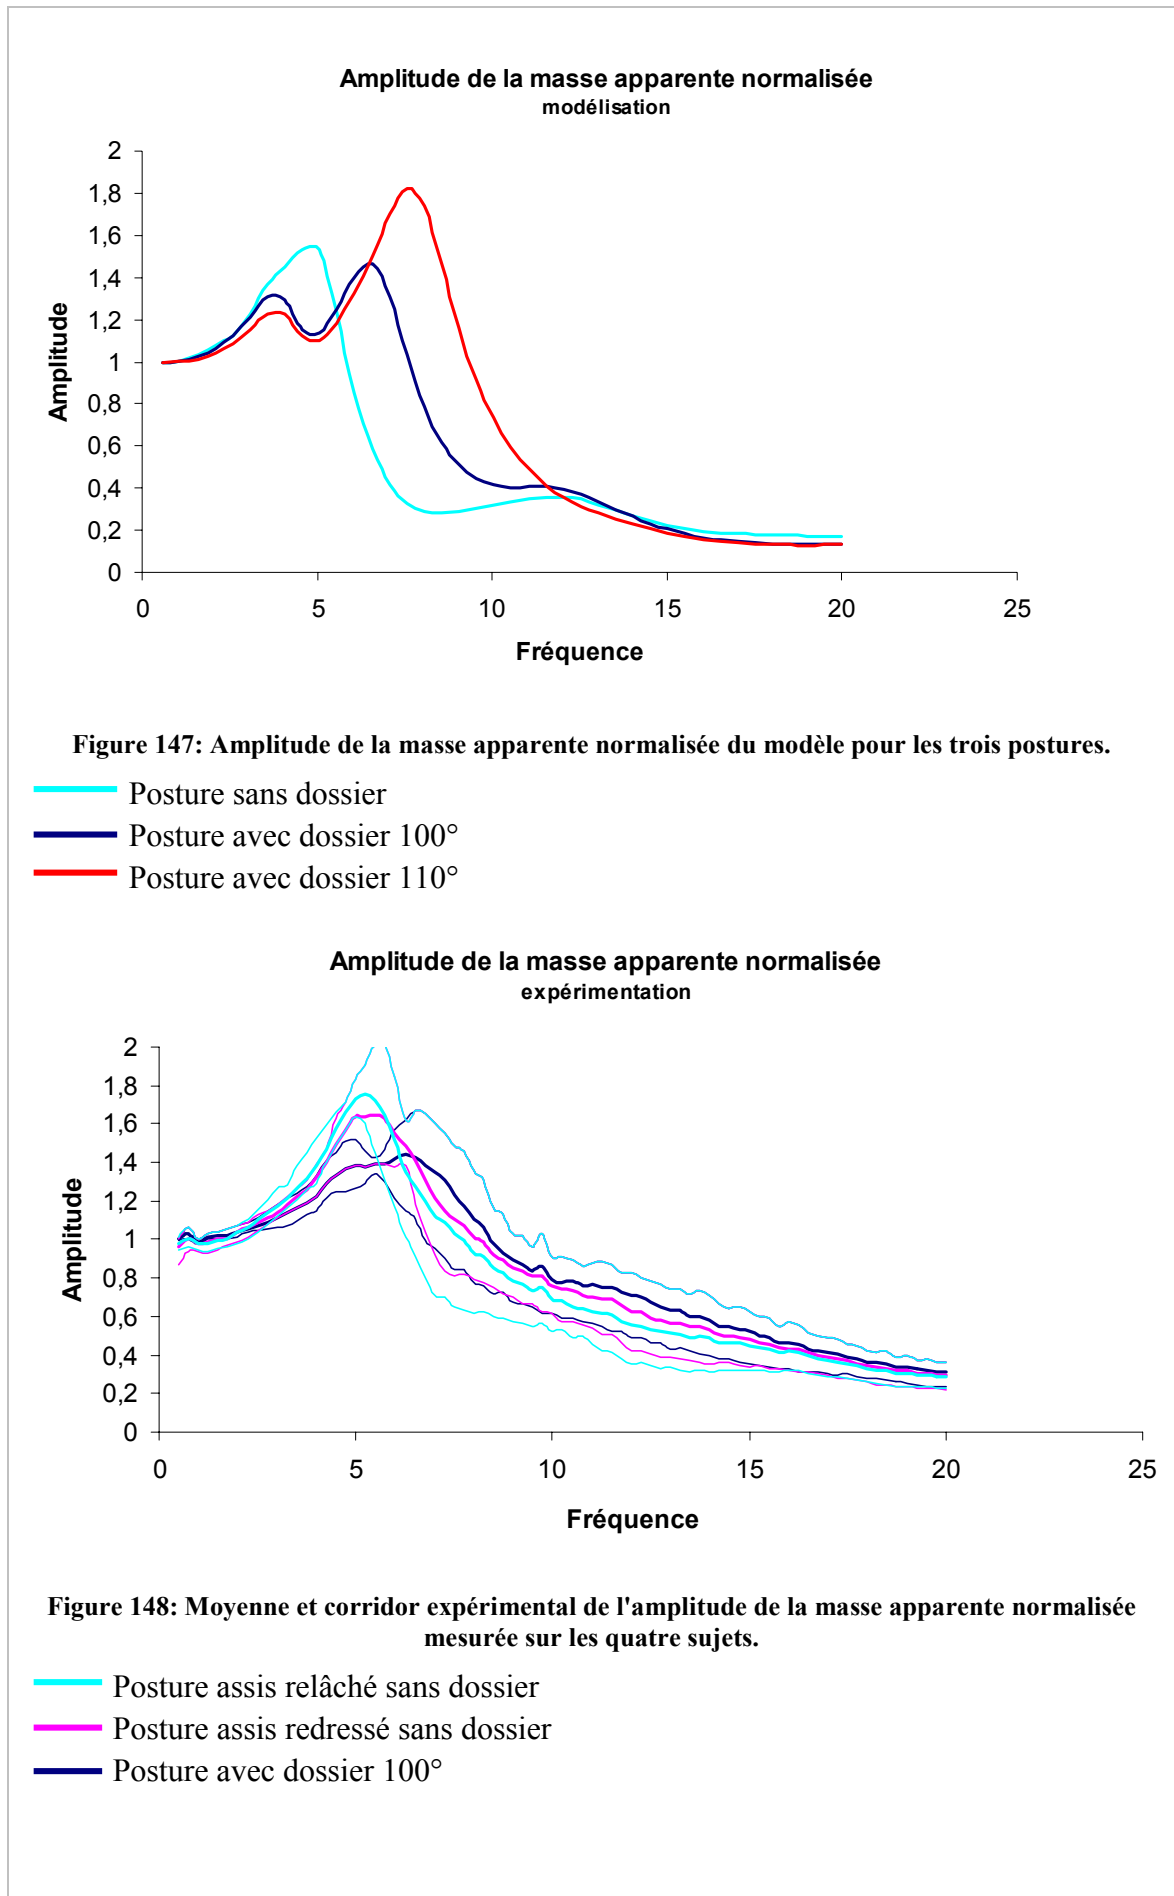 Amplitude de la masse apparente normalisée
modélisation
2
1,8
1,6
1,4
1,2
1
0,8
0,6
0,4
0,2
0
Amplitude
0 5 10 15 20 25
Fréquence
Figure 147: Amplitude de la masse apparente normalisée du modèle pour les trois postures.
Posture sans dossier
Posture avec dossier 100°
Posture avec dossier 110°
Amplitude de la masse apparente normalisée
expérimentation
2
1,8
1,6
1,4
1,2
1
0,8
0,6
0,4
0,2
0
Amplitude
0 5 10 15 20 25
Fréquence
Figure 148: Moyenne et corridor expérimental de l'amplitude de la masse apparente normalisée
mesurée sur les quatre sujets.
Posture assis relâché sans dossier
Posture assis redressé sans dossier
Posture avec dossier 100°